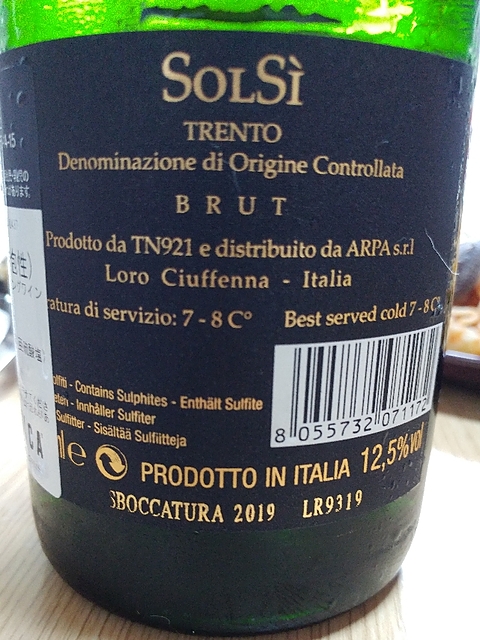 SOLSÌ
TRENTO
Denominazione di Origine Controllata
BRUT
Prodotto da TN921 e distribuito da ARPA s.r.l
Loro Ciuffenna - Italia
di servizio: 7 - 8 C° Best served cold 7 - 8 C°
- Contains Sulphites - Enthält Sulfite
- Innhåller Sulfiter
Sulfitter - Sisältää Sulfiitteja
8 055732 071172
e PRODOTTO IN ITALIA 12,5% vol
SBOCCATURA 2019 LR9319